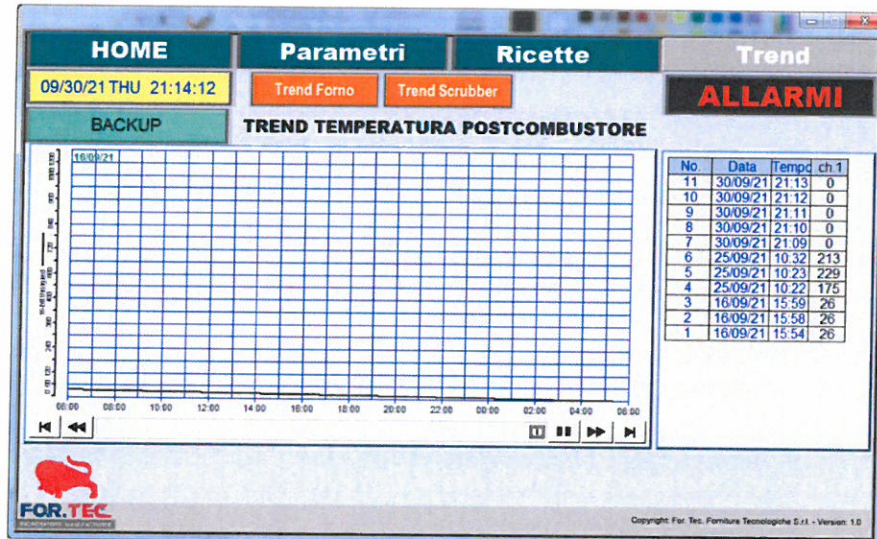 HOME Parametri Ricette Trend
09/30/21 THU 21:14:12 Trend Forno Trend Scrubber ALLARMI
BACKUP TREND TEMPERATURA POSTCOMBUSTORE
16/09/21
06:00 08:00 10:00 12:00 14:00 16:00 18:00 20:00 22:00 00:00 02:00 04:00 06:00
No. Data Tempo ch.1
11 30/09/21 21:13 0
10 30/09/21 21:12 0
9 30/09/21 21:11 0
8 30/09/21 21:10 0
7 30/09/21 21:09 0
6 25/09/21 10:32 213
5 25/09/21 10:23 229
4 25/09/21 10:22 175
3 16/09/21 15:59 26
2 16/09/21 15:58 26
1 16/09/21 15:54 26
FOR.TEC.
Copyright: For. Tec. Forniture Tecnologiche S.r.l. - Version: 1.0